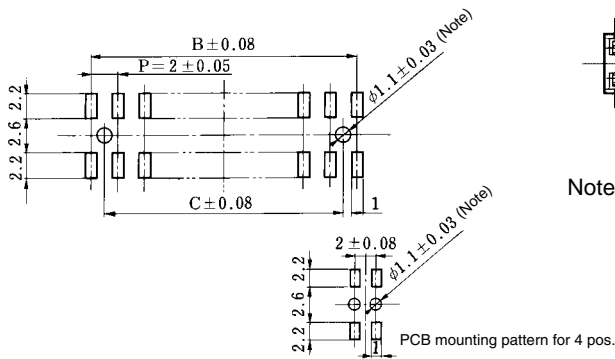 B±0.08
P=2±0.05
φ1.1±0.03 (Note)
2.2
2.6
2.2
C±0.08
1
Note
2±0.08
φ1.1±0.03 (Note)
2.2
2.6
2.2
1
PCB mounting pattern for 4 pos.